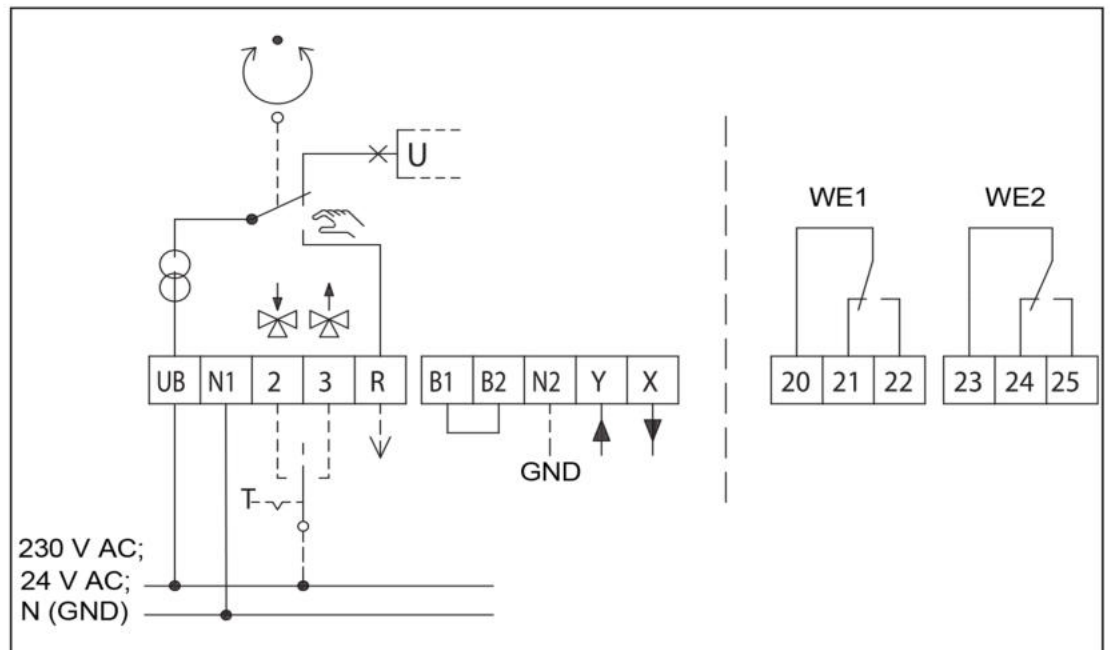 U
WE1
WE2
UB N1 2 3 R
B1 B2 N2 Y X
20 21 22
23 24 25
GND
T
230 V AC;
24 V AC;
N (GND)